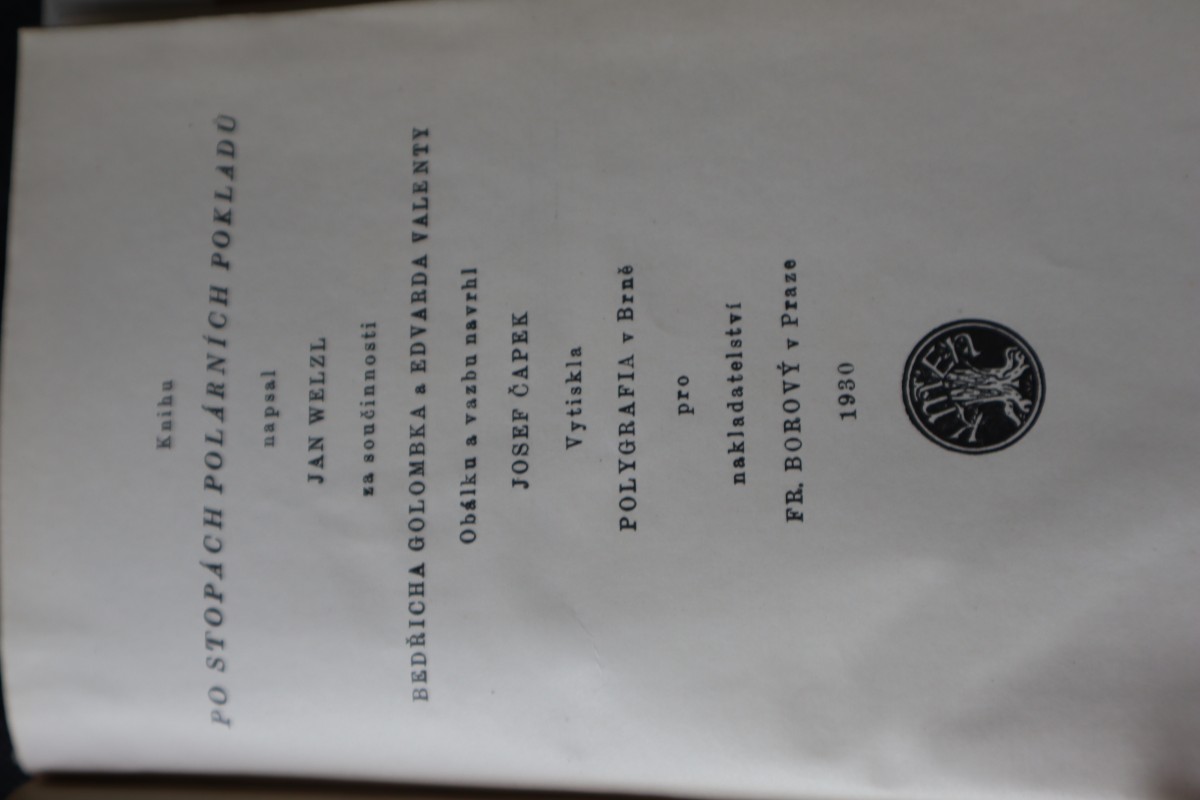 Knihu
PO STOPÁCH POLÁRNÍCH POKLADŮ
napsal
JAN WELZL
za součinnosti
BEDŘICHA GOLOMBKA a EDVARDA VALENTY
Obálku a vazbu navrhl
JOSEF ČAPEK
Vytiskla
POLYGRAFIA v Brně
pro
nakladatelství
FR. BOROVÝ v Praze
1930